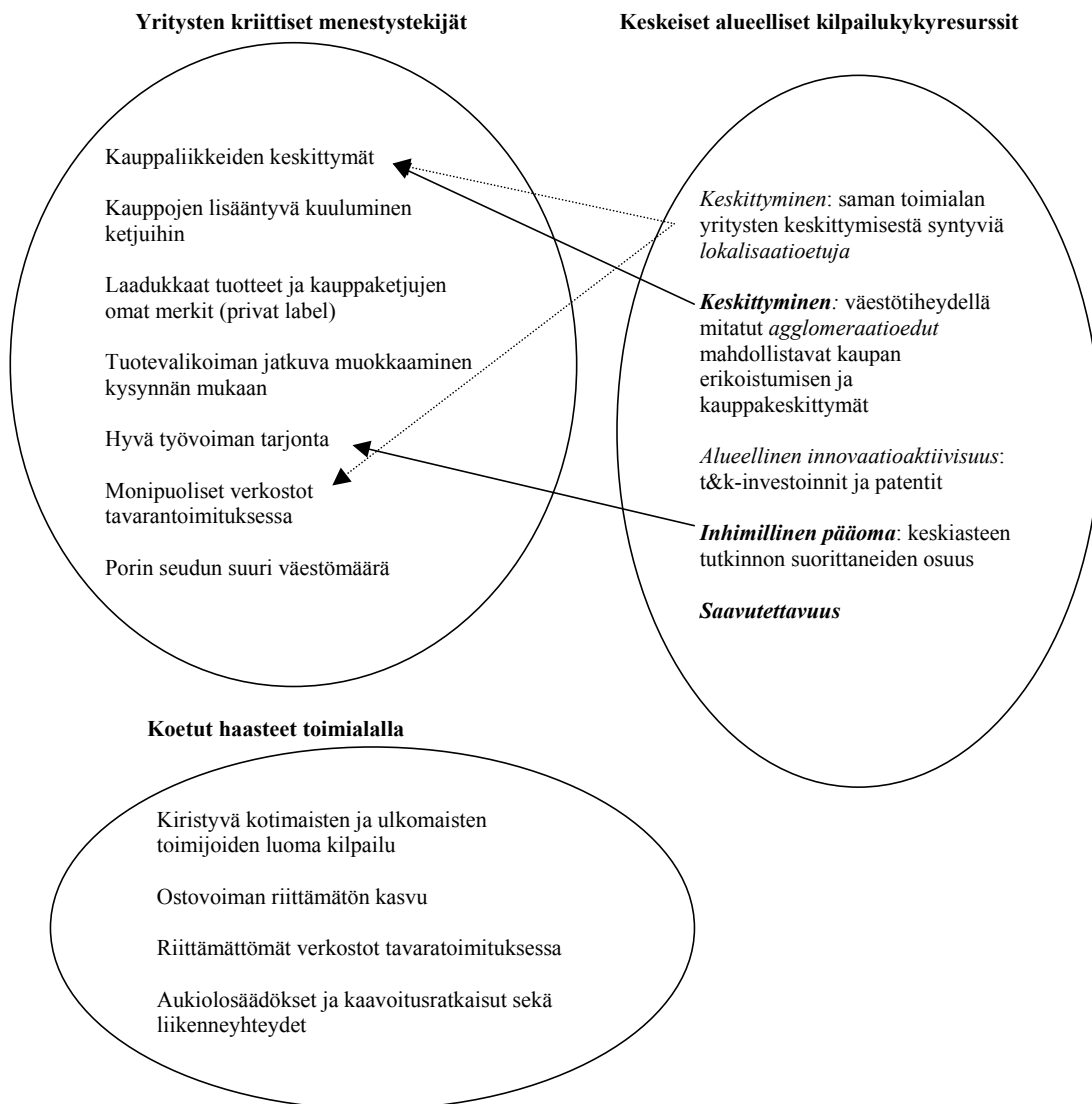 Yritysten kriittiset menestystekijät
Kauppaliikkeiden keskittymät
Kauppojen lisääntyvä kuuluminen
ketjuihin
Laadukkaat tuotteet ja kauppaketjujen
omat merkit (privat label)
Tuotevalikoiman jatkuva muokkaaminen
kysynnän mukaan
Hyvä työvoiman tarjonta
Monipuoliset verkostot
tavarantoimituksessa
Porin seudun suuri väestömäärä
Keskeiset alueelliset kilpailukykyresurssit
Keskittyminen: saman toimialan
yritysten keskittymisestä syntyviä
lokalisaatioetuja
Keskittyminen: väestötiheydellä
mitatut agglomeraatioedut
mahdollistavat kaupan
erikoistumisen ja
kauppakeskittymät
Alueellinen innovaatioaktiivisuus:
t&k-investoinnit ja patentit
Inhimillinen pääoma: keskiasteen
tutkinnon suorittaneiden osuus
Saavutettavuus
Koetut haasteet toimialalla
Kiristyvä kotimaisten ja ulkomaisten
toimijoiden luoma kilpailu
Ostovoiman riittämätön kasvu
Riittämättömät verkostot tavaratoimituksessa
Aukiolosäädökset ja kaavoitusratkaisut sekä
liikenneyhteydet